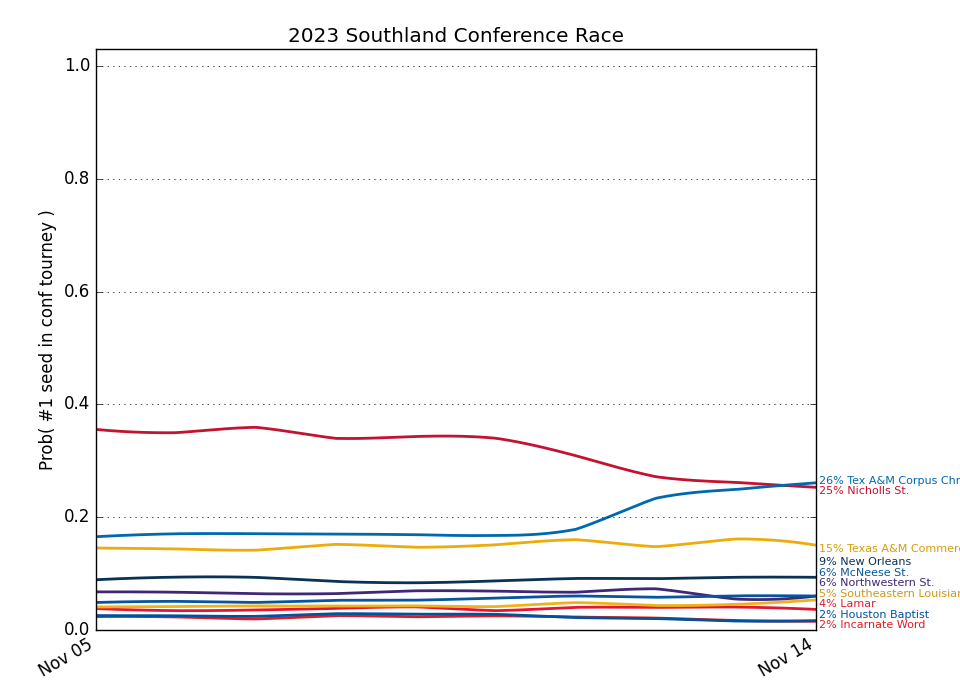 2023 Southland Conference Race
Prob( #1 seed in conf tourney )
1.0
0.8
0.6
0.4
0.2
0.0
Nov 05
Nov 14
26% Tex A&M Corpus Chr
25% Nicholls St.
15% Texas A&M Commerc
9% New Orleans
6% McNeese St.
6% Northwestern St.
5% Southeastern Louisian
4% Lamar
2% Houston Baptist
2% Incarnate Word